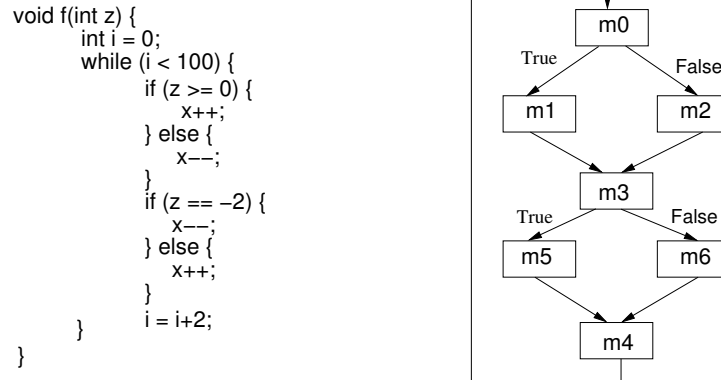 void f(int z) {
int i = 0;
while (i < 100) {
if (z >= 0) {
x++;
} else {
x−−;
}
if (z == −2) {
x−−;
} else {
x++;
}
i = i+2;
}
}
m0
True
False
m1
m2
m3
True
False
m5
m6
m4